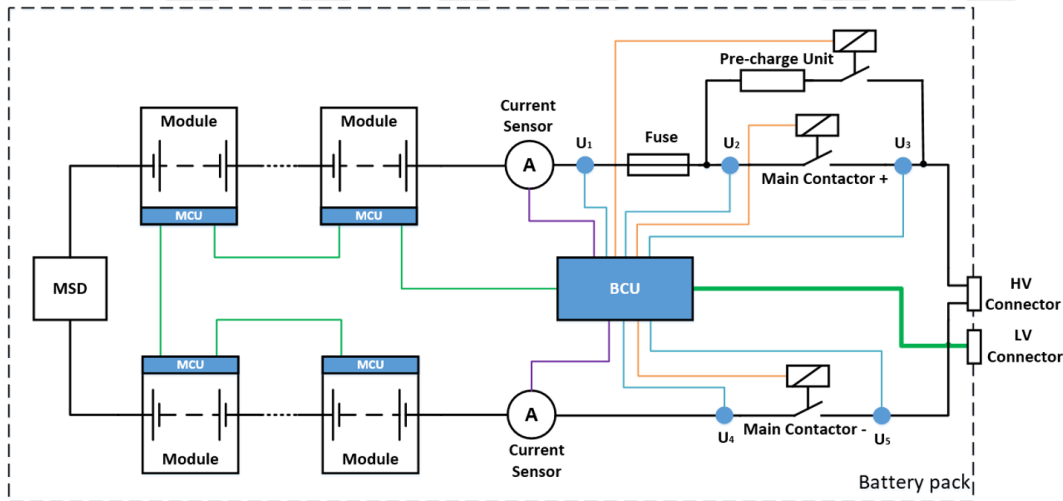 Pre-charge Unit
Current
Sensor
Module
Module
U₁
Fuse
U₂
U₃
A
Main Contactor +
MCU
MCU
MSD
BCU
HV
Connector
LV
Connector
MCU
MCU
A
Module
Module
Current
Sensor
U₄
Main Contactor -
U₅
Battery pack